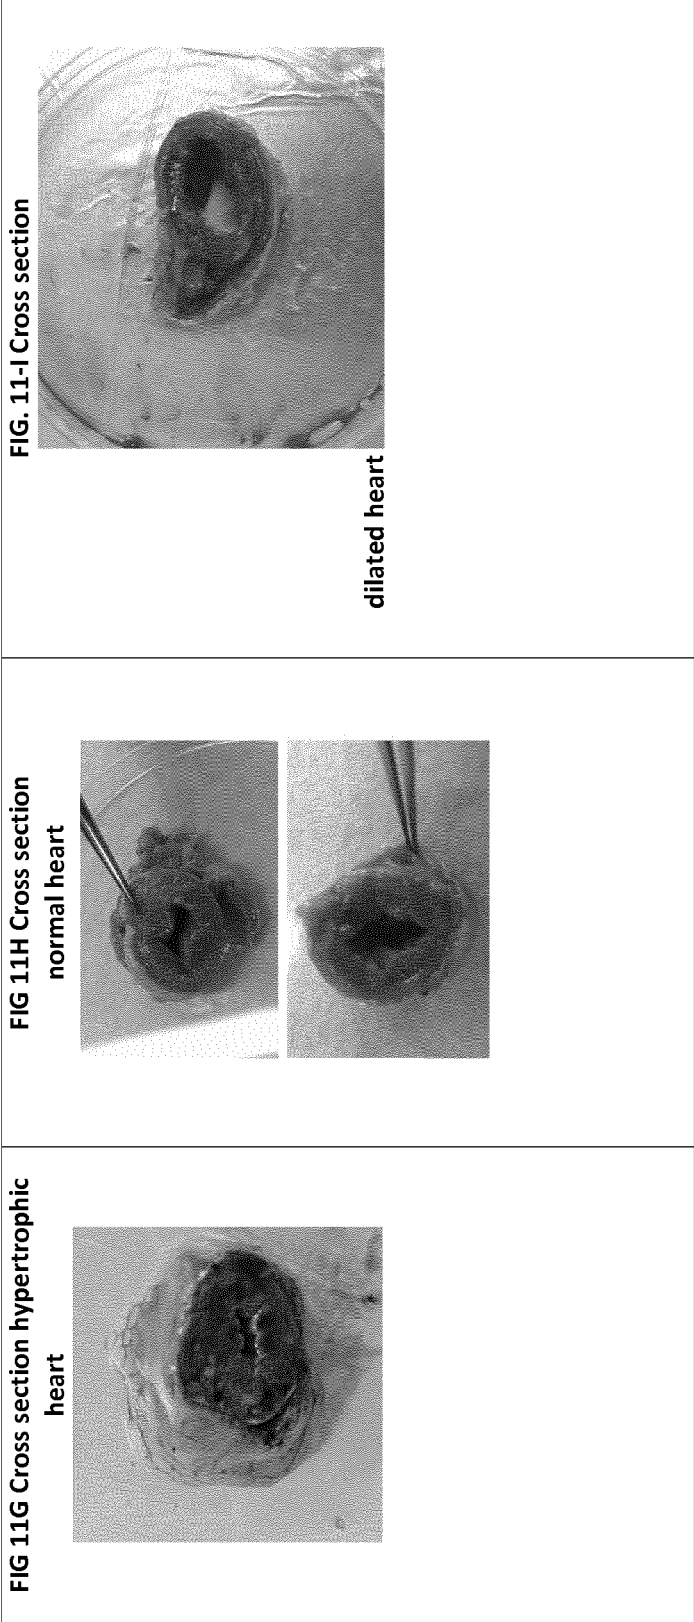 FIG 11G Cross section hypertrophic
heart
FIG 11H Cross section
normal heart
FIG. 11-I Cross section
dilated heart